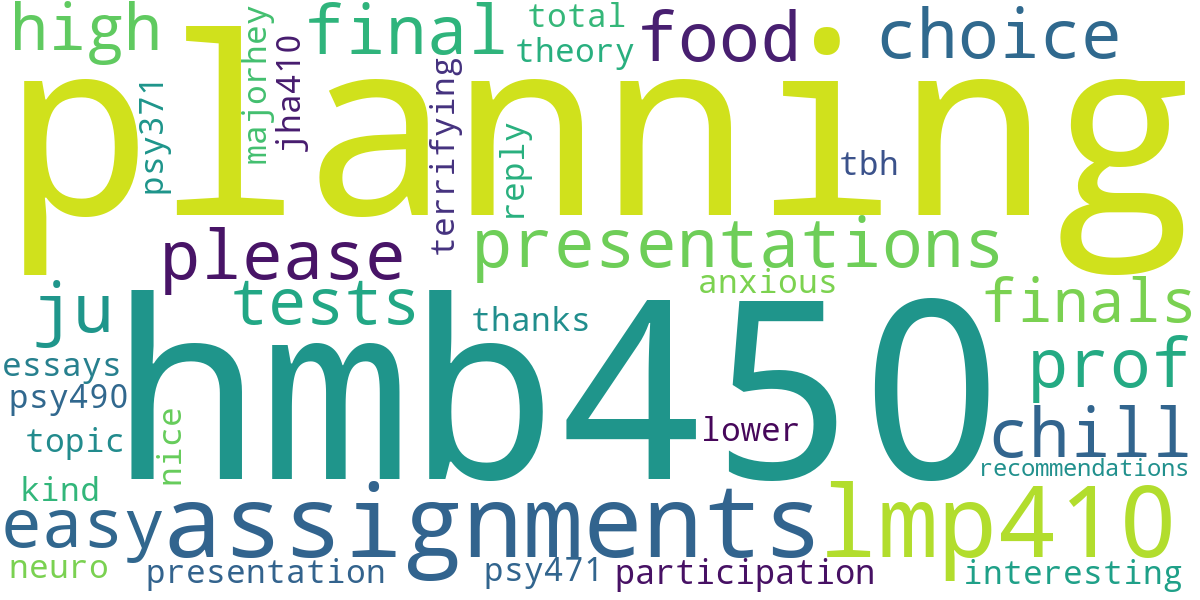 high
final
total
theory
food
choice
planning
psy371
majorhey
jha410
terrifying
reply
tbh
please
presentations
anxious
ju
tests
thanks
finals
hmb450
essays
psy490
topic
nice
prof
lower
chill
recommendations
kind
easy
assignments
lmp410
neuro
presentation
psy471
participation
interesting